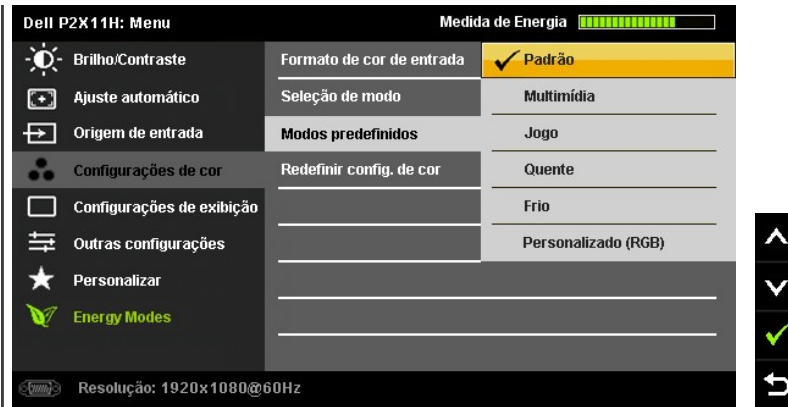 Dell P2X11H: Menu
Medida de Energia
Brilho/Contraste
Ajuste automático
Origem de entrada
Configurações de cor
Configurações de exibição
Outras configurações
Personalizar
Energy Modes
Formato de cor de entrada
Seleção de modo
Modos predefinidos
Redefinir config. de cor
Padrão
Multimídia
Jogo
Quente
Frio
Personalizado (RGB)
Resolução: 1920x1080@60Hz